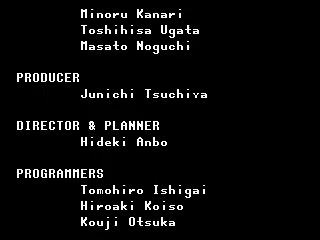 Minoru Kanari
Toshihisa Ugata
Masato Noguchi
PRODUCER
Junichi Tsuchiya
DIRECTOR & PLANNER
Hideki Anbo
PROGRAMMERS
Tomohiro Ishigai
Hiroaki Koiso
Kouji Otsuka